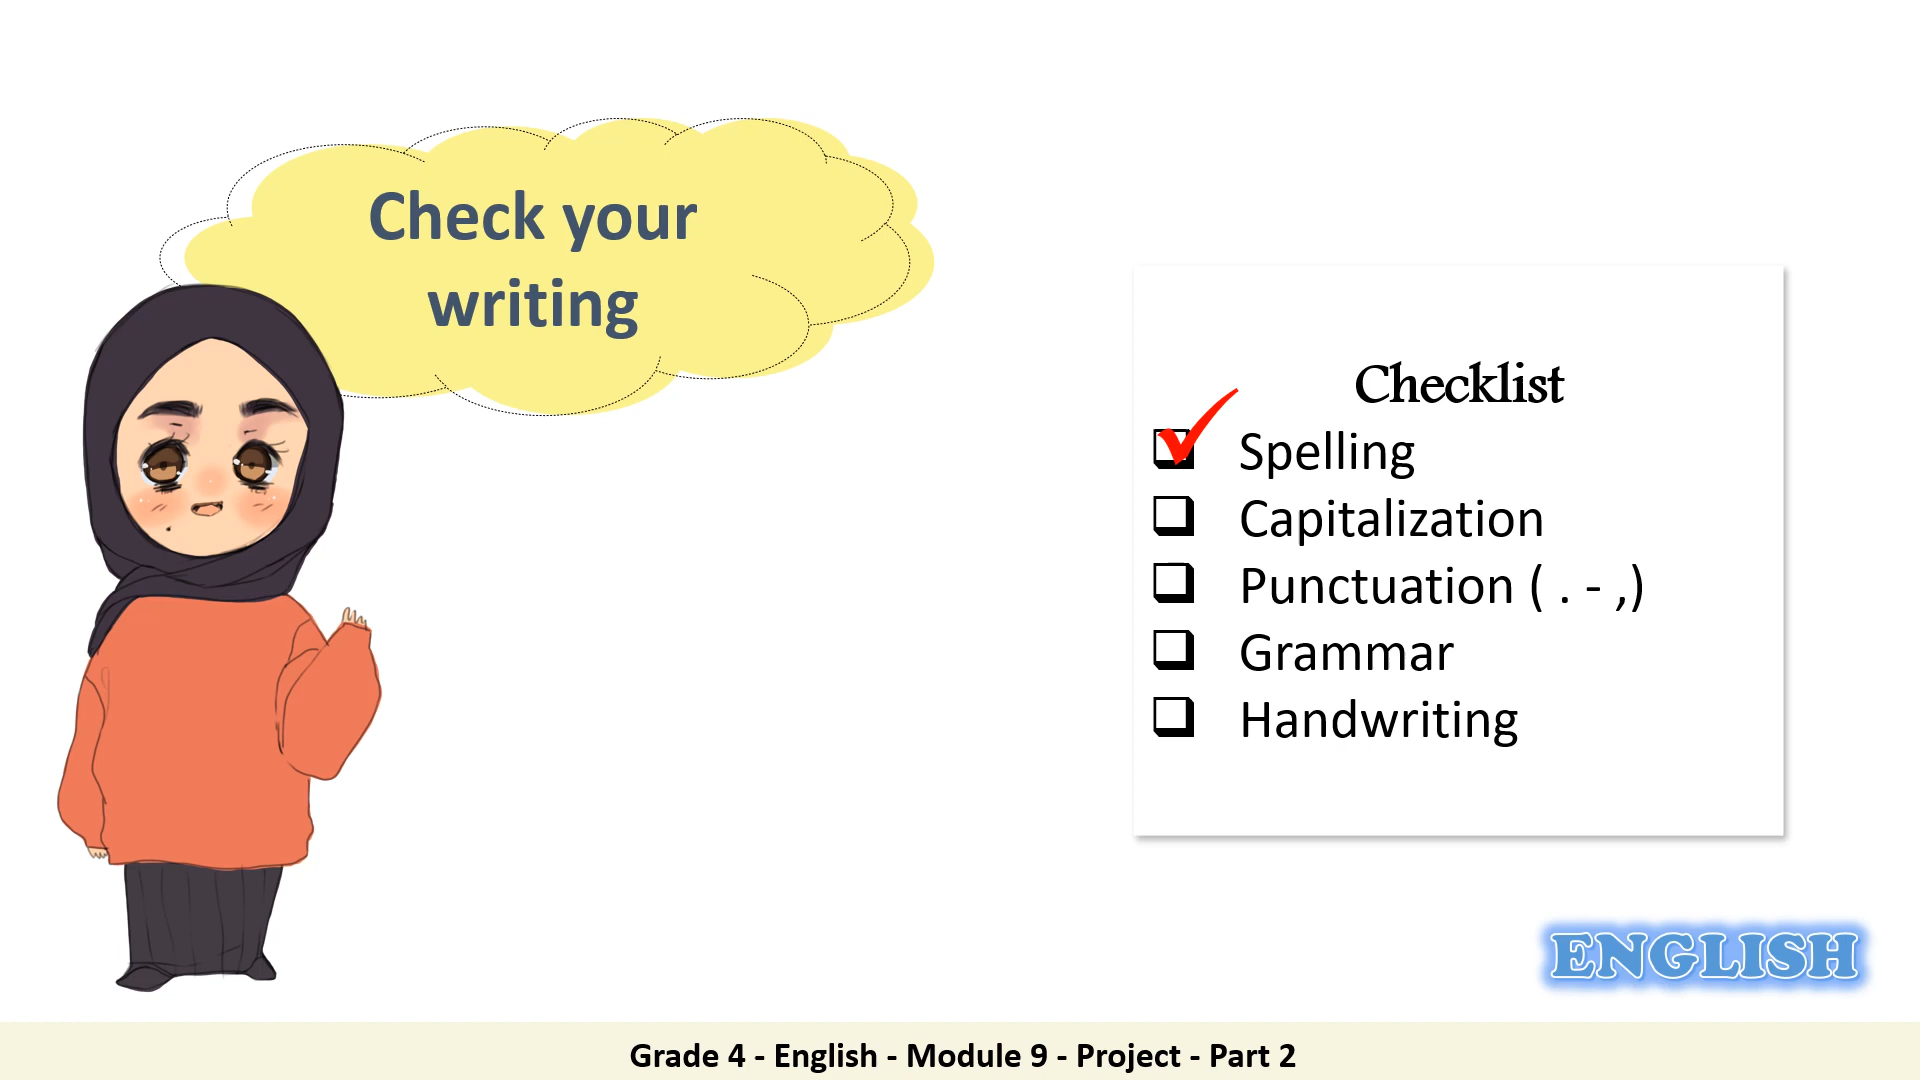 Check your
writing
Checklist
Spelling
Capitalization
Punctuation ( . - ,)
Grammar
Handwriting
ENGLISH
Grade 4 - English - Module 9 - Project - Part 2